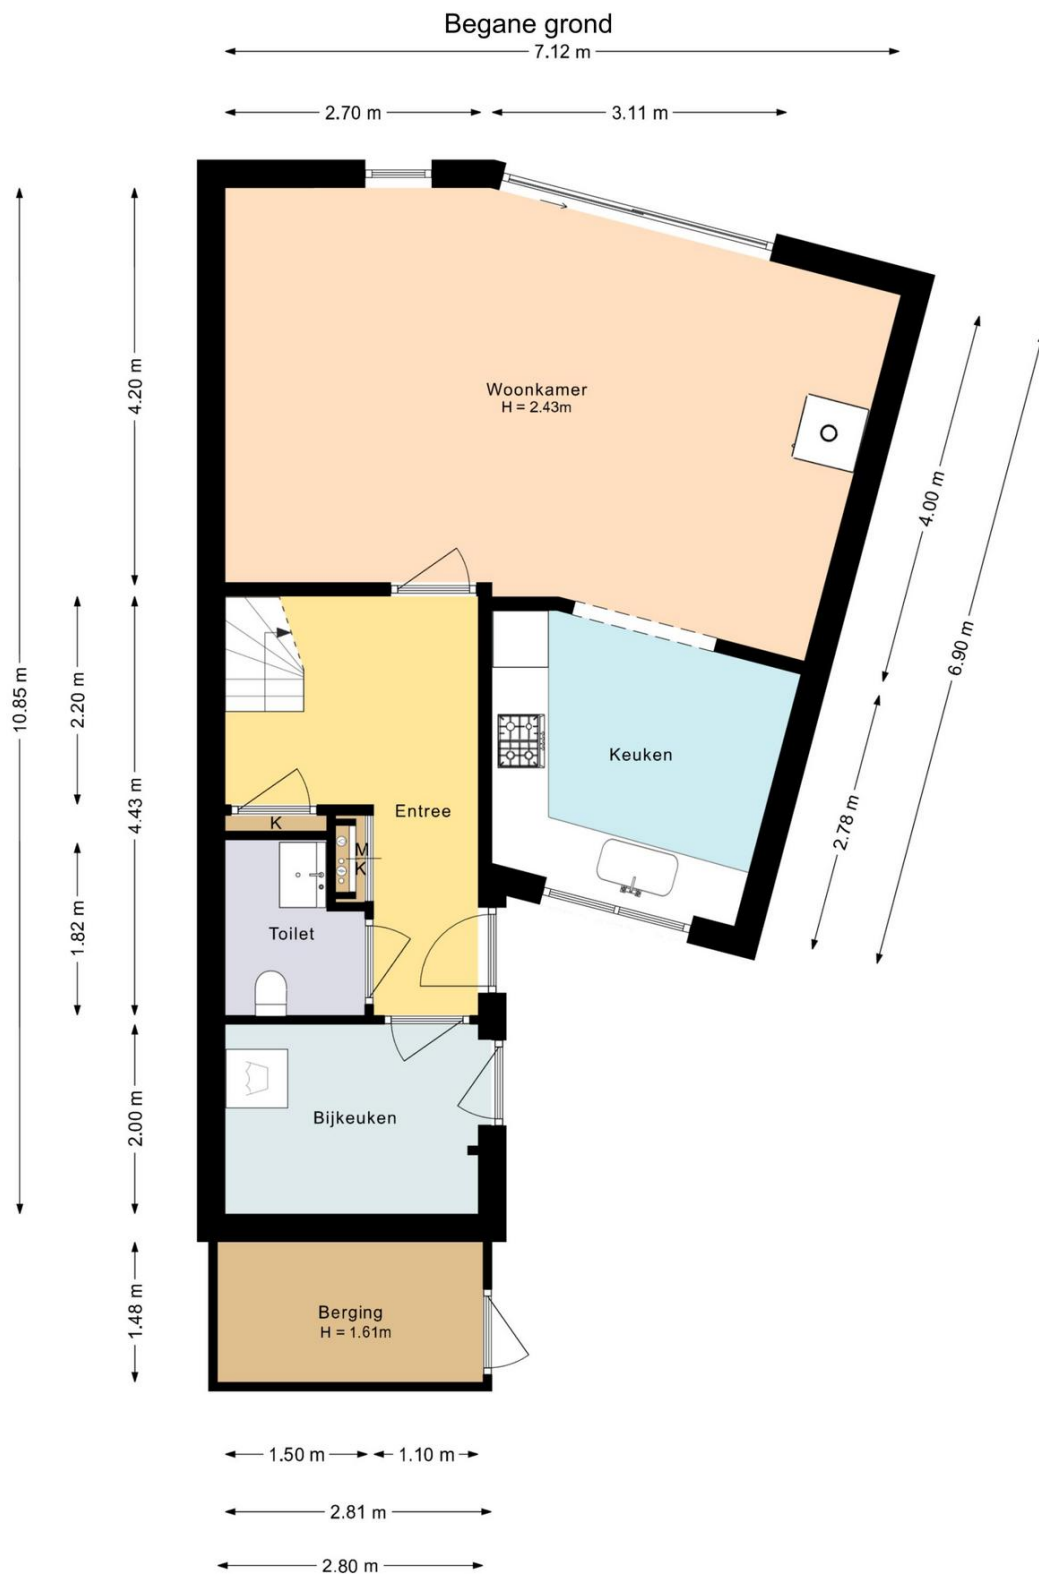 Begane grond
7.12 m
2.70 m
3.11 m
4.20 m
Woonkamer
H = 2.43m
4.00 m
6.90 m
10.85 m
2.20 m
4.43 m
Keuken
Entree
2.78 m
K
M
K
1.82 m
Toilet
2.00 m
Bijkeuken
1.48 m
Berging
H = 1.61m
1.50 m
1.10 m
2.81 m
2.80 m